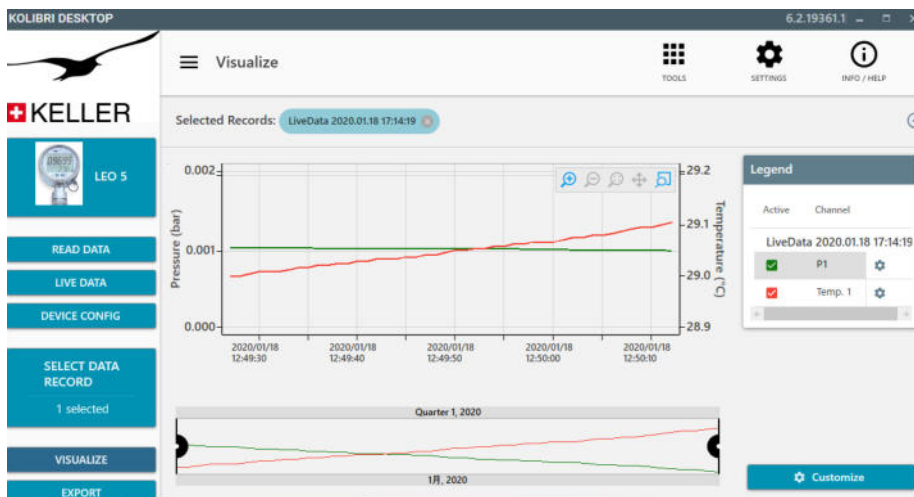 KOLIBRI DESKTOP
6.2.19361.1
KELLER
Visualize
TOOLS
SETTINGS
INFO / HELP
Selected Records: LiveData 2020.01.18 17:14:19
LEO 5
READ DATA
LIVE DATA
DEVICE CONFIG
SELECT DATA
RECORD
1 selected
VISUALIZE
EXPORT
Pressure (bar)
0.002
0.001
0.000
29.2
29.1
29.0
28.9
Temperature (°C)
2020/01/18 2020/01/18 2020/01/18 2020/01/18 2020/01/18
12:49:30 12:49:40 12:49:50 12:50:00 12:50:10
Quarter 1, 2020
1月, 2020
Legend
Active Channel
LiveData 2020.01.18 17:14:19
P1
Temp. 1
Customize